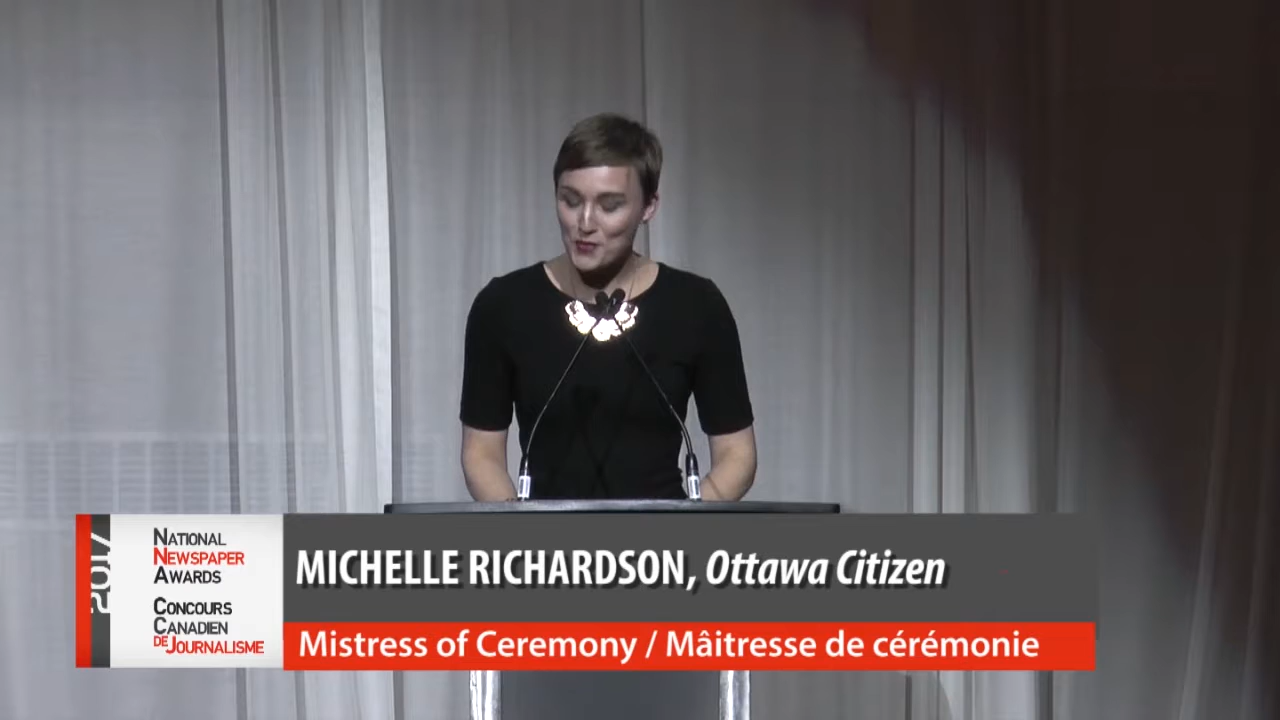 2017
NATIONAL
NEWSPAPER
AWARDS
CONCOURS
CANADIEN
DE JOURNALISME
MICHELLE RICHARDSON, Ottawa Citizen
Mistress of Ceremony / Mâitresse de cérémonie